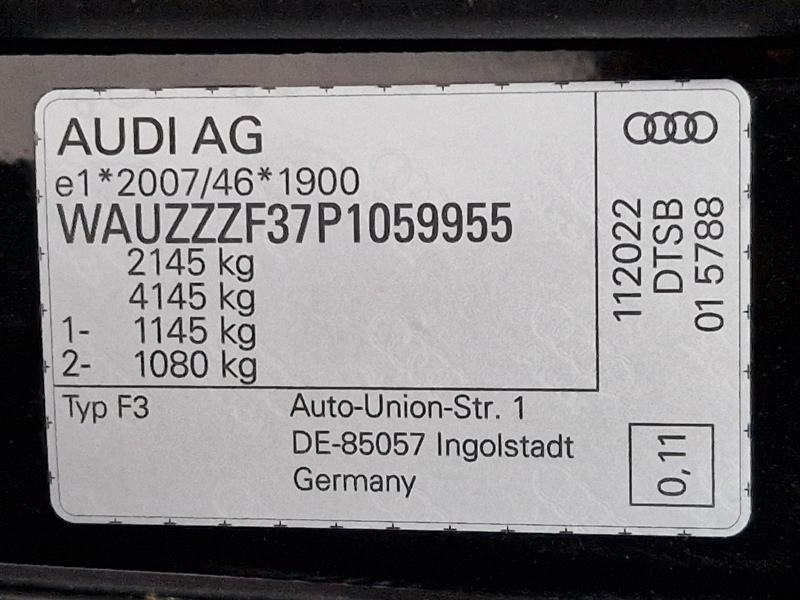 AUDI AG
e1*2007/46*1900
WAUZZZF37P1059955
2145 kg
4145 kg
1- 1145 kg
2- 1080 kg
Typ F3
Auto-Union-Str. 1
DE-85057 Ingolstadt
Germany
112022
DTSB
01 5788
0,11